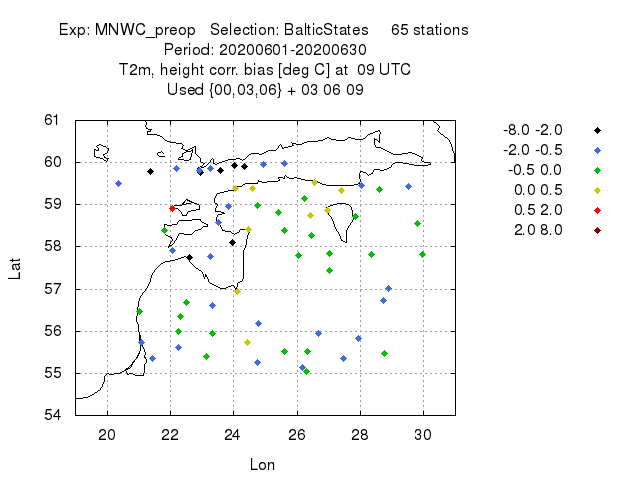 Exp: MNWC_preop   Selection: BalticStates     65 stations
Period: 20200601-20200630
T2m, height corr. bias [deg C] at  09 UTC
Used {00,03,06} + 03 06 09
61
60
59
58
57
56
55
54
Lat
20 22 24 26 28 30
Lon
-8.0 -2.0
-2.0 -0.5
-0.5 0.0
0.0 0.5
0.5 2.0
2.0 8.0